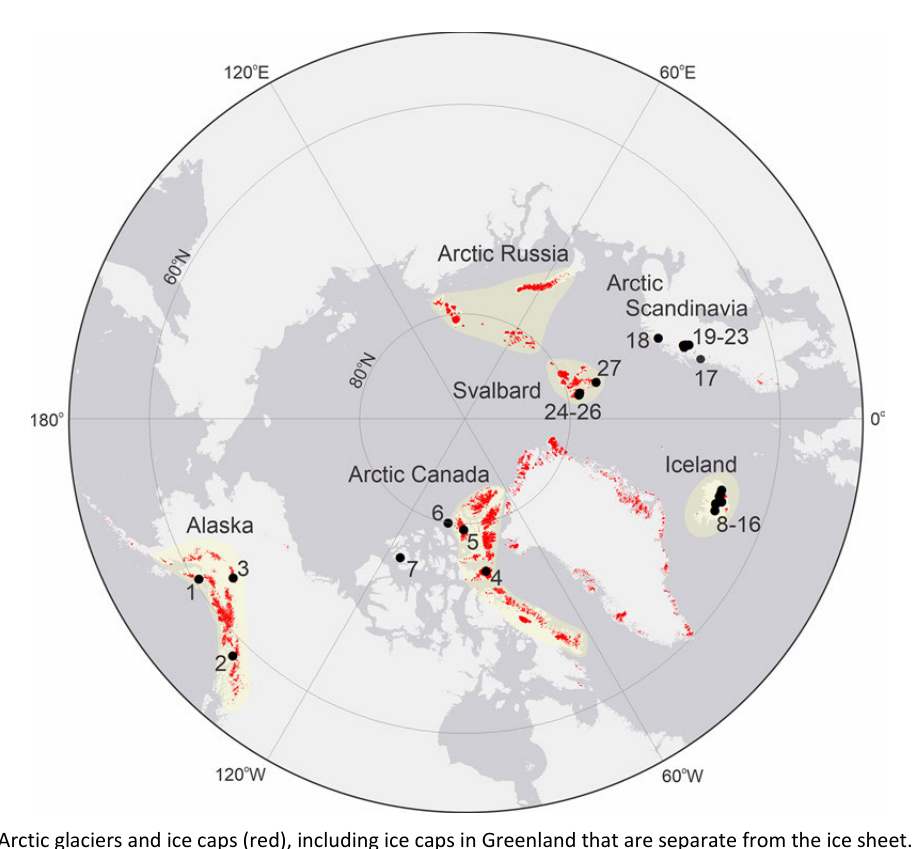 120°E
60°E
60°N
Arctic Russia
Arctic
Scandinavia
80°N
18
19-23
17
27
Svalbard
24-26
180°
0°
Iceland
Arctic Canada
6
5
8-16
Alaska
3
7
4
1
2
120°W
60°W
Arctic glaciers and ice caps (red), including ice caps in Greenland that are separate from the ice sheet.